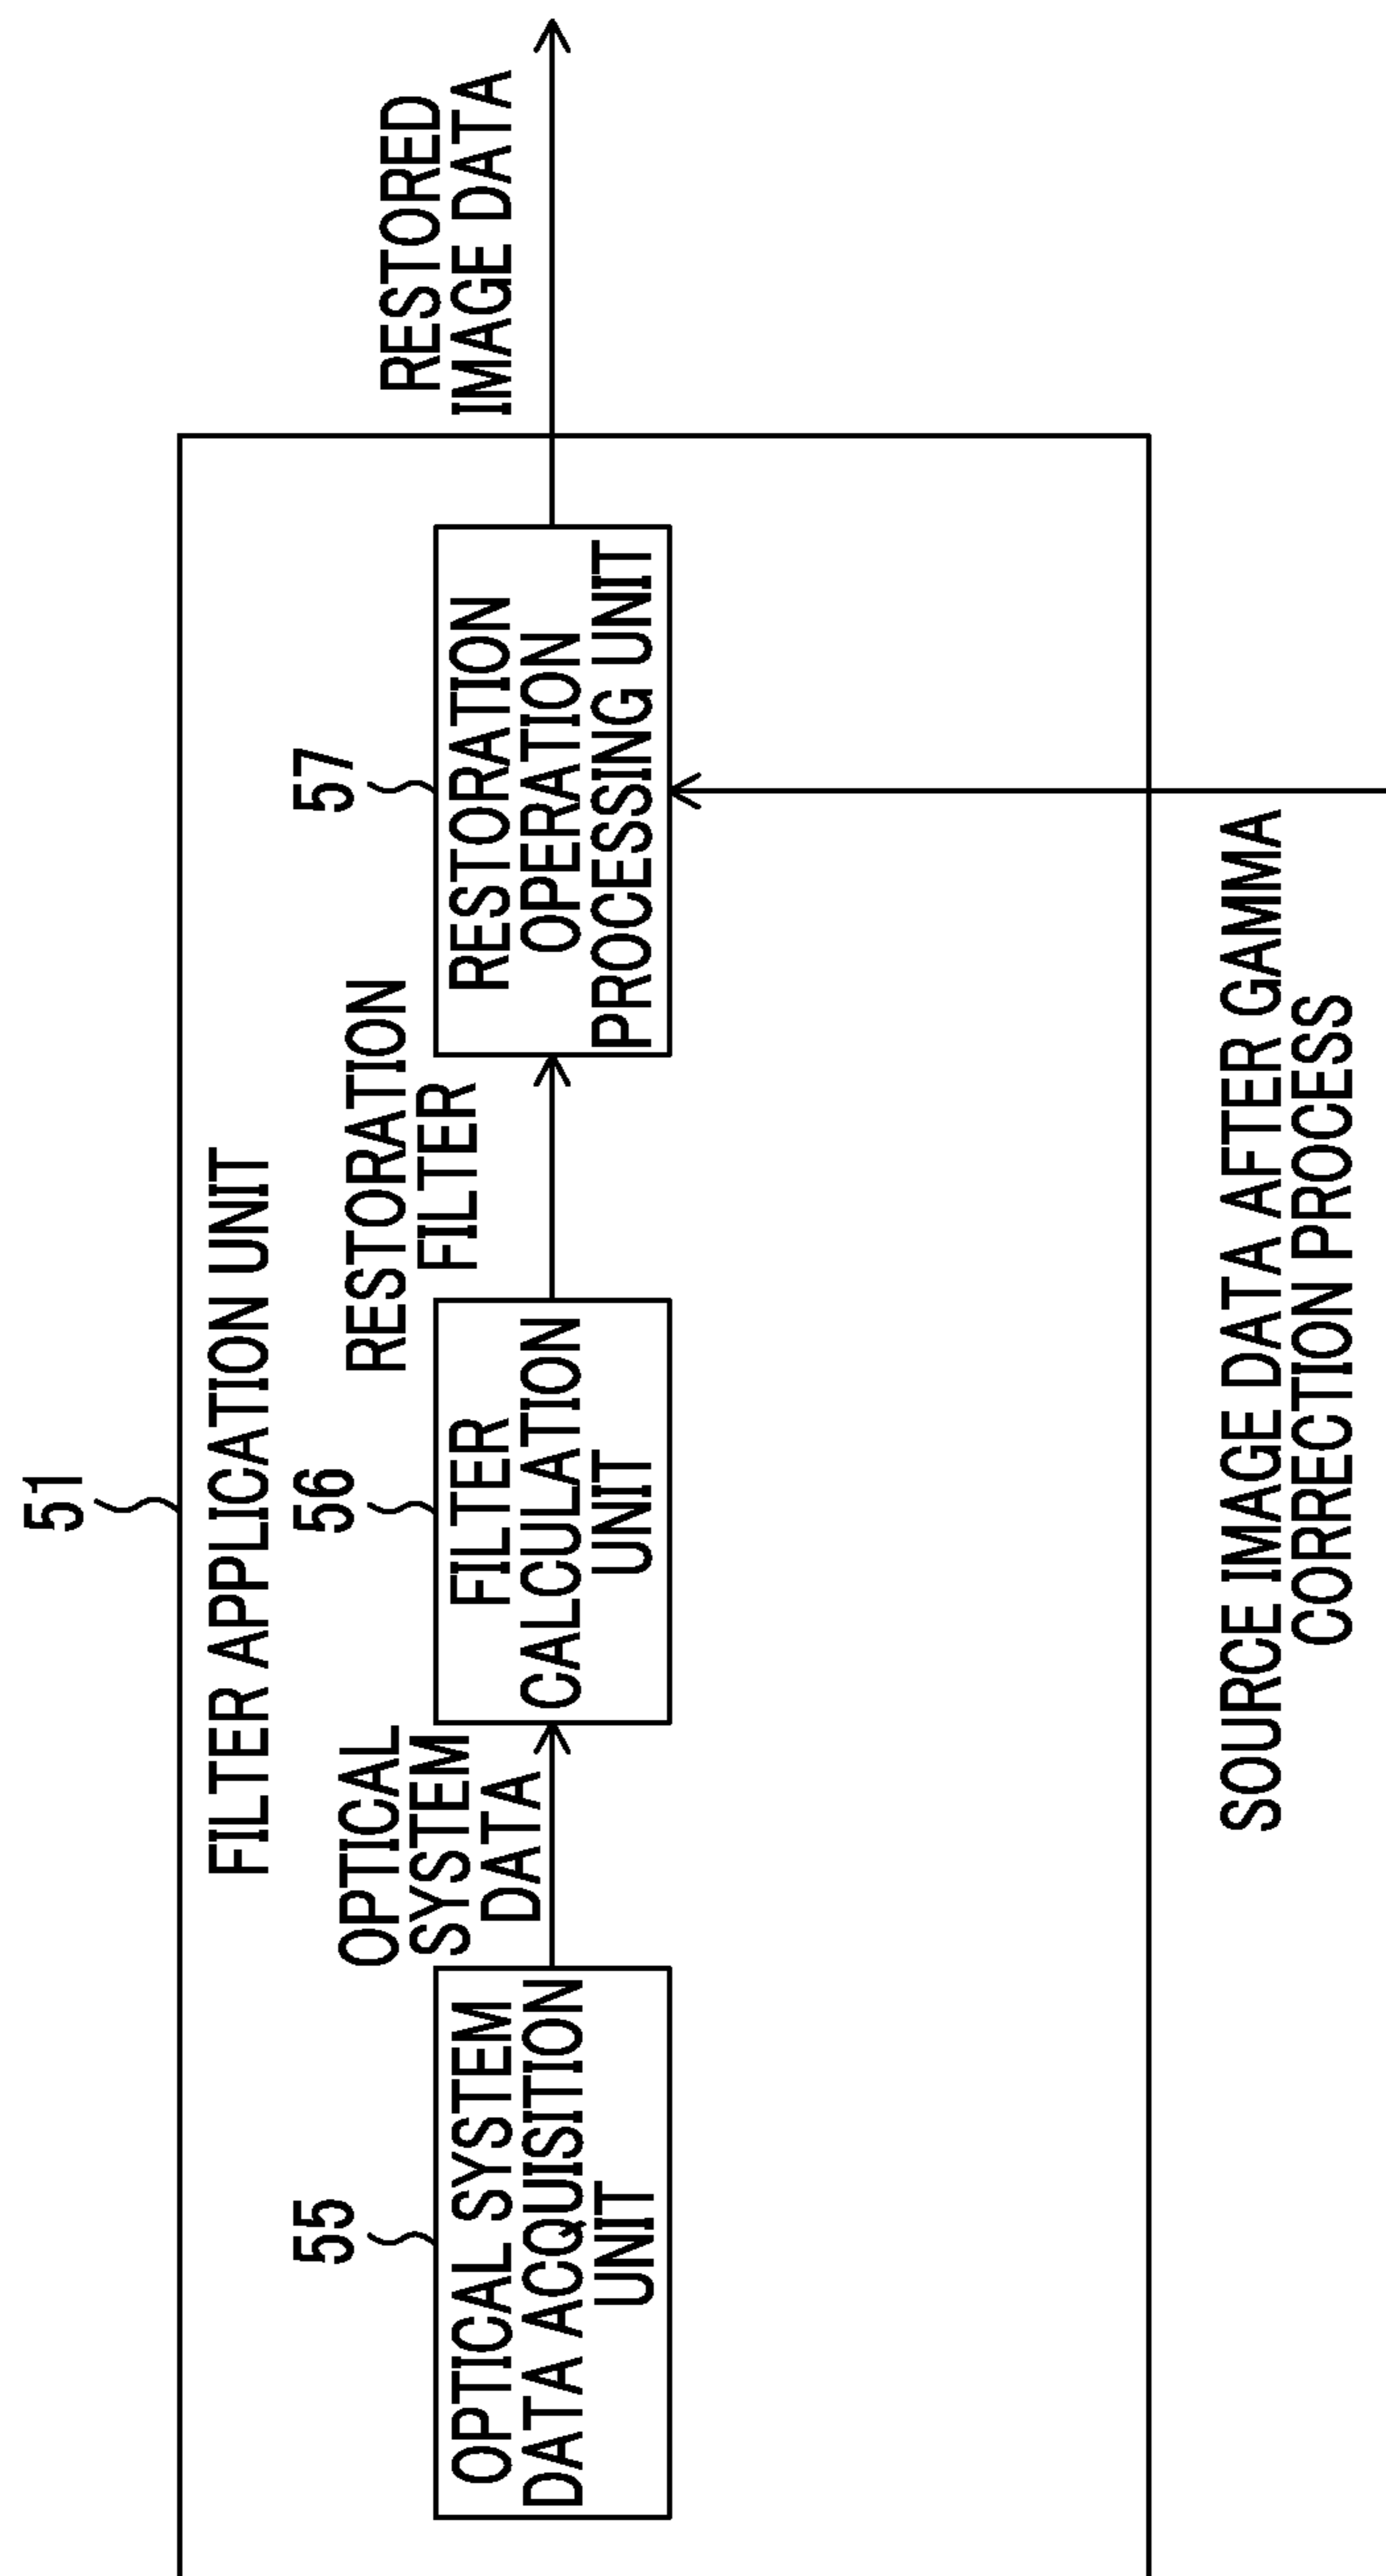 51
FILTER APPLICATION UNIT
55
OPTICAL SYSTEM
DATA ACQUISITION
UNIT
OPTICAL
SYSTEM
DATA
56
FILTER
CALCULATION
UNIT
RESTORATION
FILTER
57
RESTORATION
OPERATION
PROCESSING UNIT
RESTORED
IMAGE DATA
SOURCE IMAGE DATA AFTER GAMMA
CORRECTION PROCESS